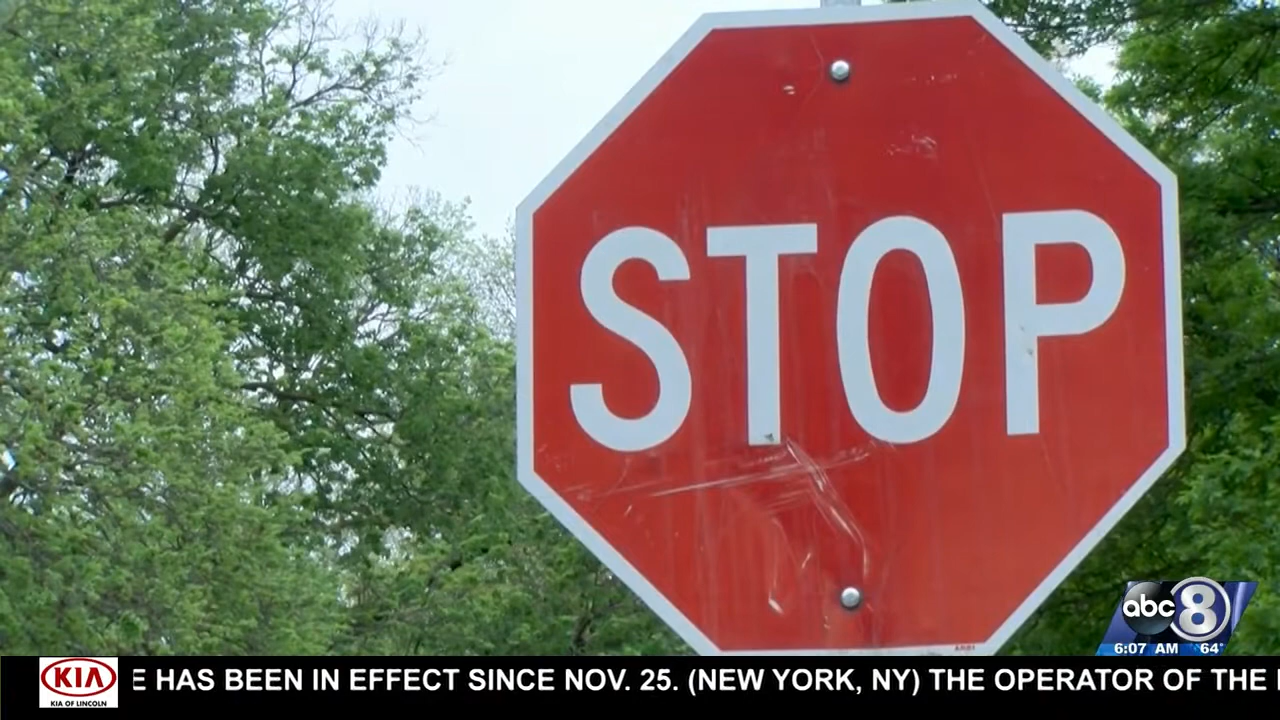 STOP
abc 8
6:07 AM 64°
KIA
KIA OF LINCOLN
E HAS BEEN IN EFFECT SINCE NOV. 25. (NEW YORK, NY) THE OPERATOR OF THE